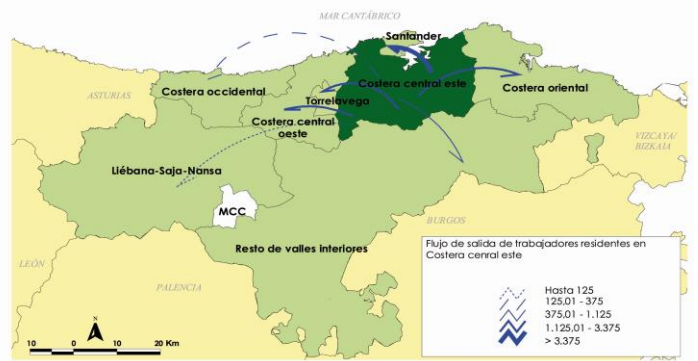 MAR CANTÁBRICO
Santander
Costera central este
Costera oriental
Costera occidental
ASTURIAS
Torrelavega
Costera central
oeste
VIZCAYA/
BIZKAIA
Liébana-Saja-Nansa
MCC
BURGOS
Resto de valles interiores
LEÓN
PALENCIA
Flujo de salida de trabajadores residentes en
Costera cenral este
Hasta 125
125,01 - 375
375,01 - 1.125
1.125,01 - 3.375
> 3.375
N
10 0 10 20 Km